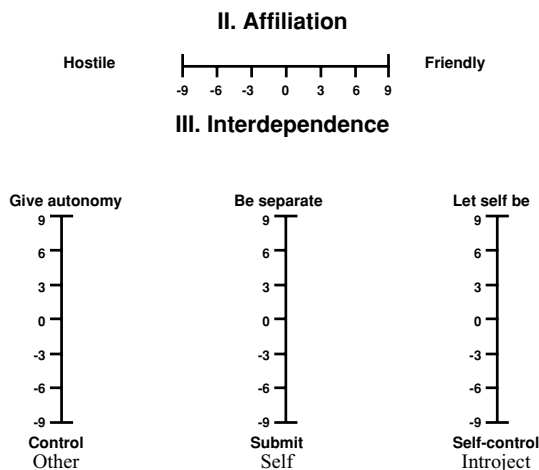 II. Affiliation
Hostile Friendly
-9 -6 -3 0 3 6 9
III. Interdependence
Give autonomy Be separate Let self be
9 9 9
6 6 6
3 3 3
0 0 0
-3 -3 -3
-6 -6 -6
-9 -9 -9
Control Submit Self-control
Other Self Introject